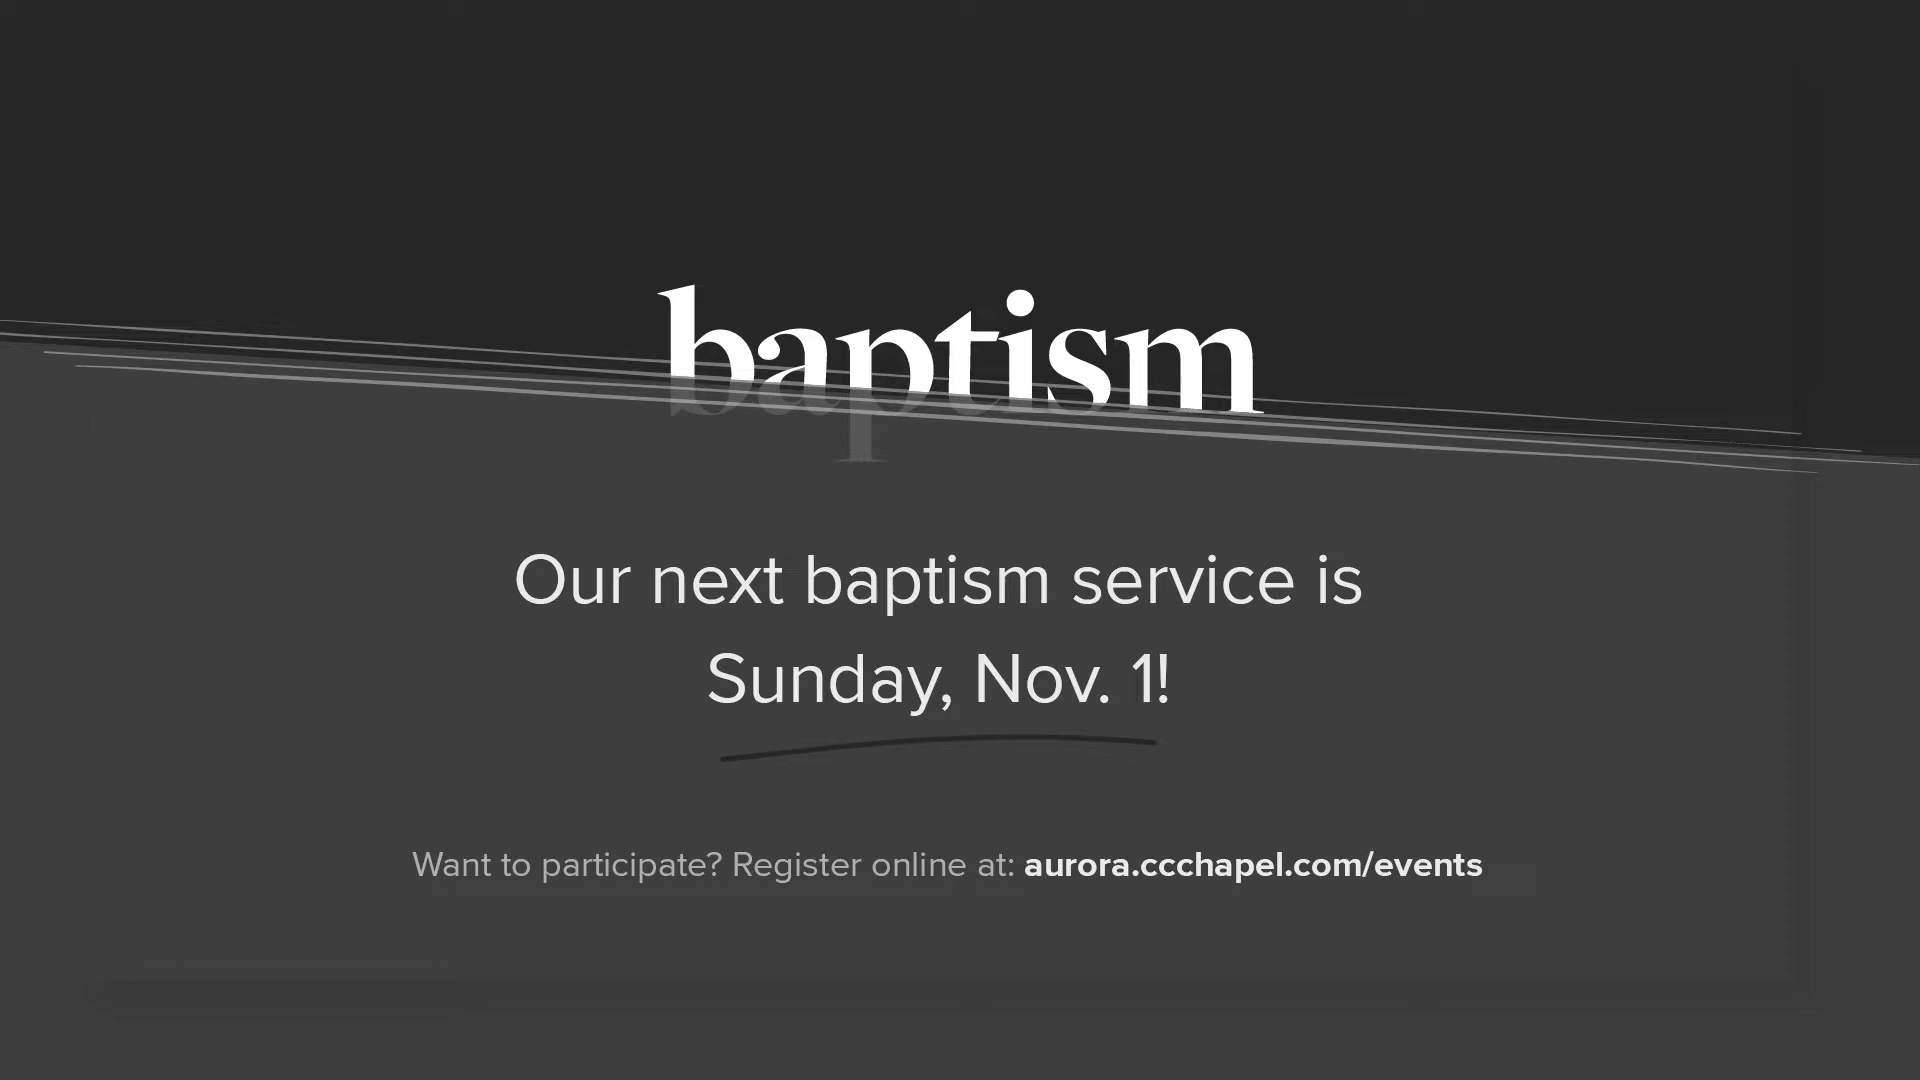 baptism
Our next baptism service is
Sunday, Nov. 1!
Want to participate? Register online at: aurora.ccchapel.com/events